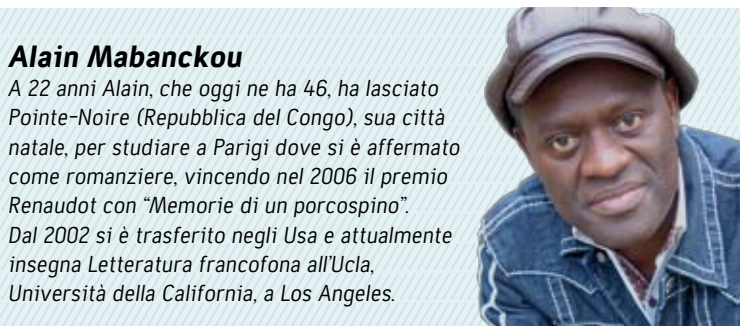 Alain Mabanckou
A 22 anni Alain, che oggi ne ha 46, ha lasciato
Pointe-Noire (Repubblica del Congo), sua città
natale, per studiare a Parigi dove si è affermato
come romanziere, vincendo nel 2006 il premio
Renaudot con “Memorie di un porcospino”.
Dal 2002 si è trasferito negli Usa e attualmente
insegna Letteratura francofona all'Ucla,
Università della California, a Los Angeles.